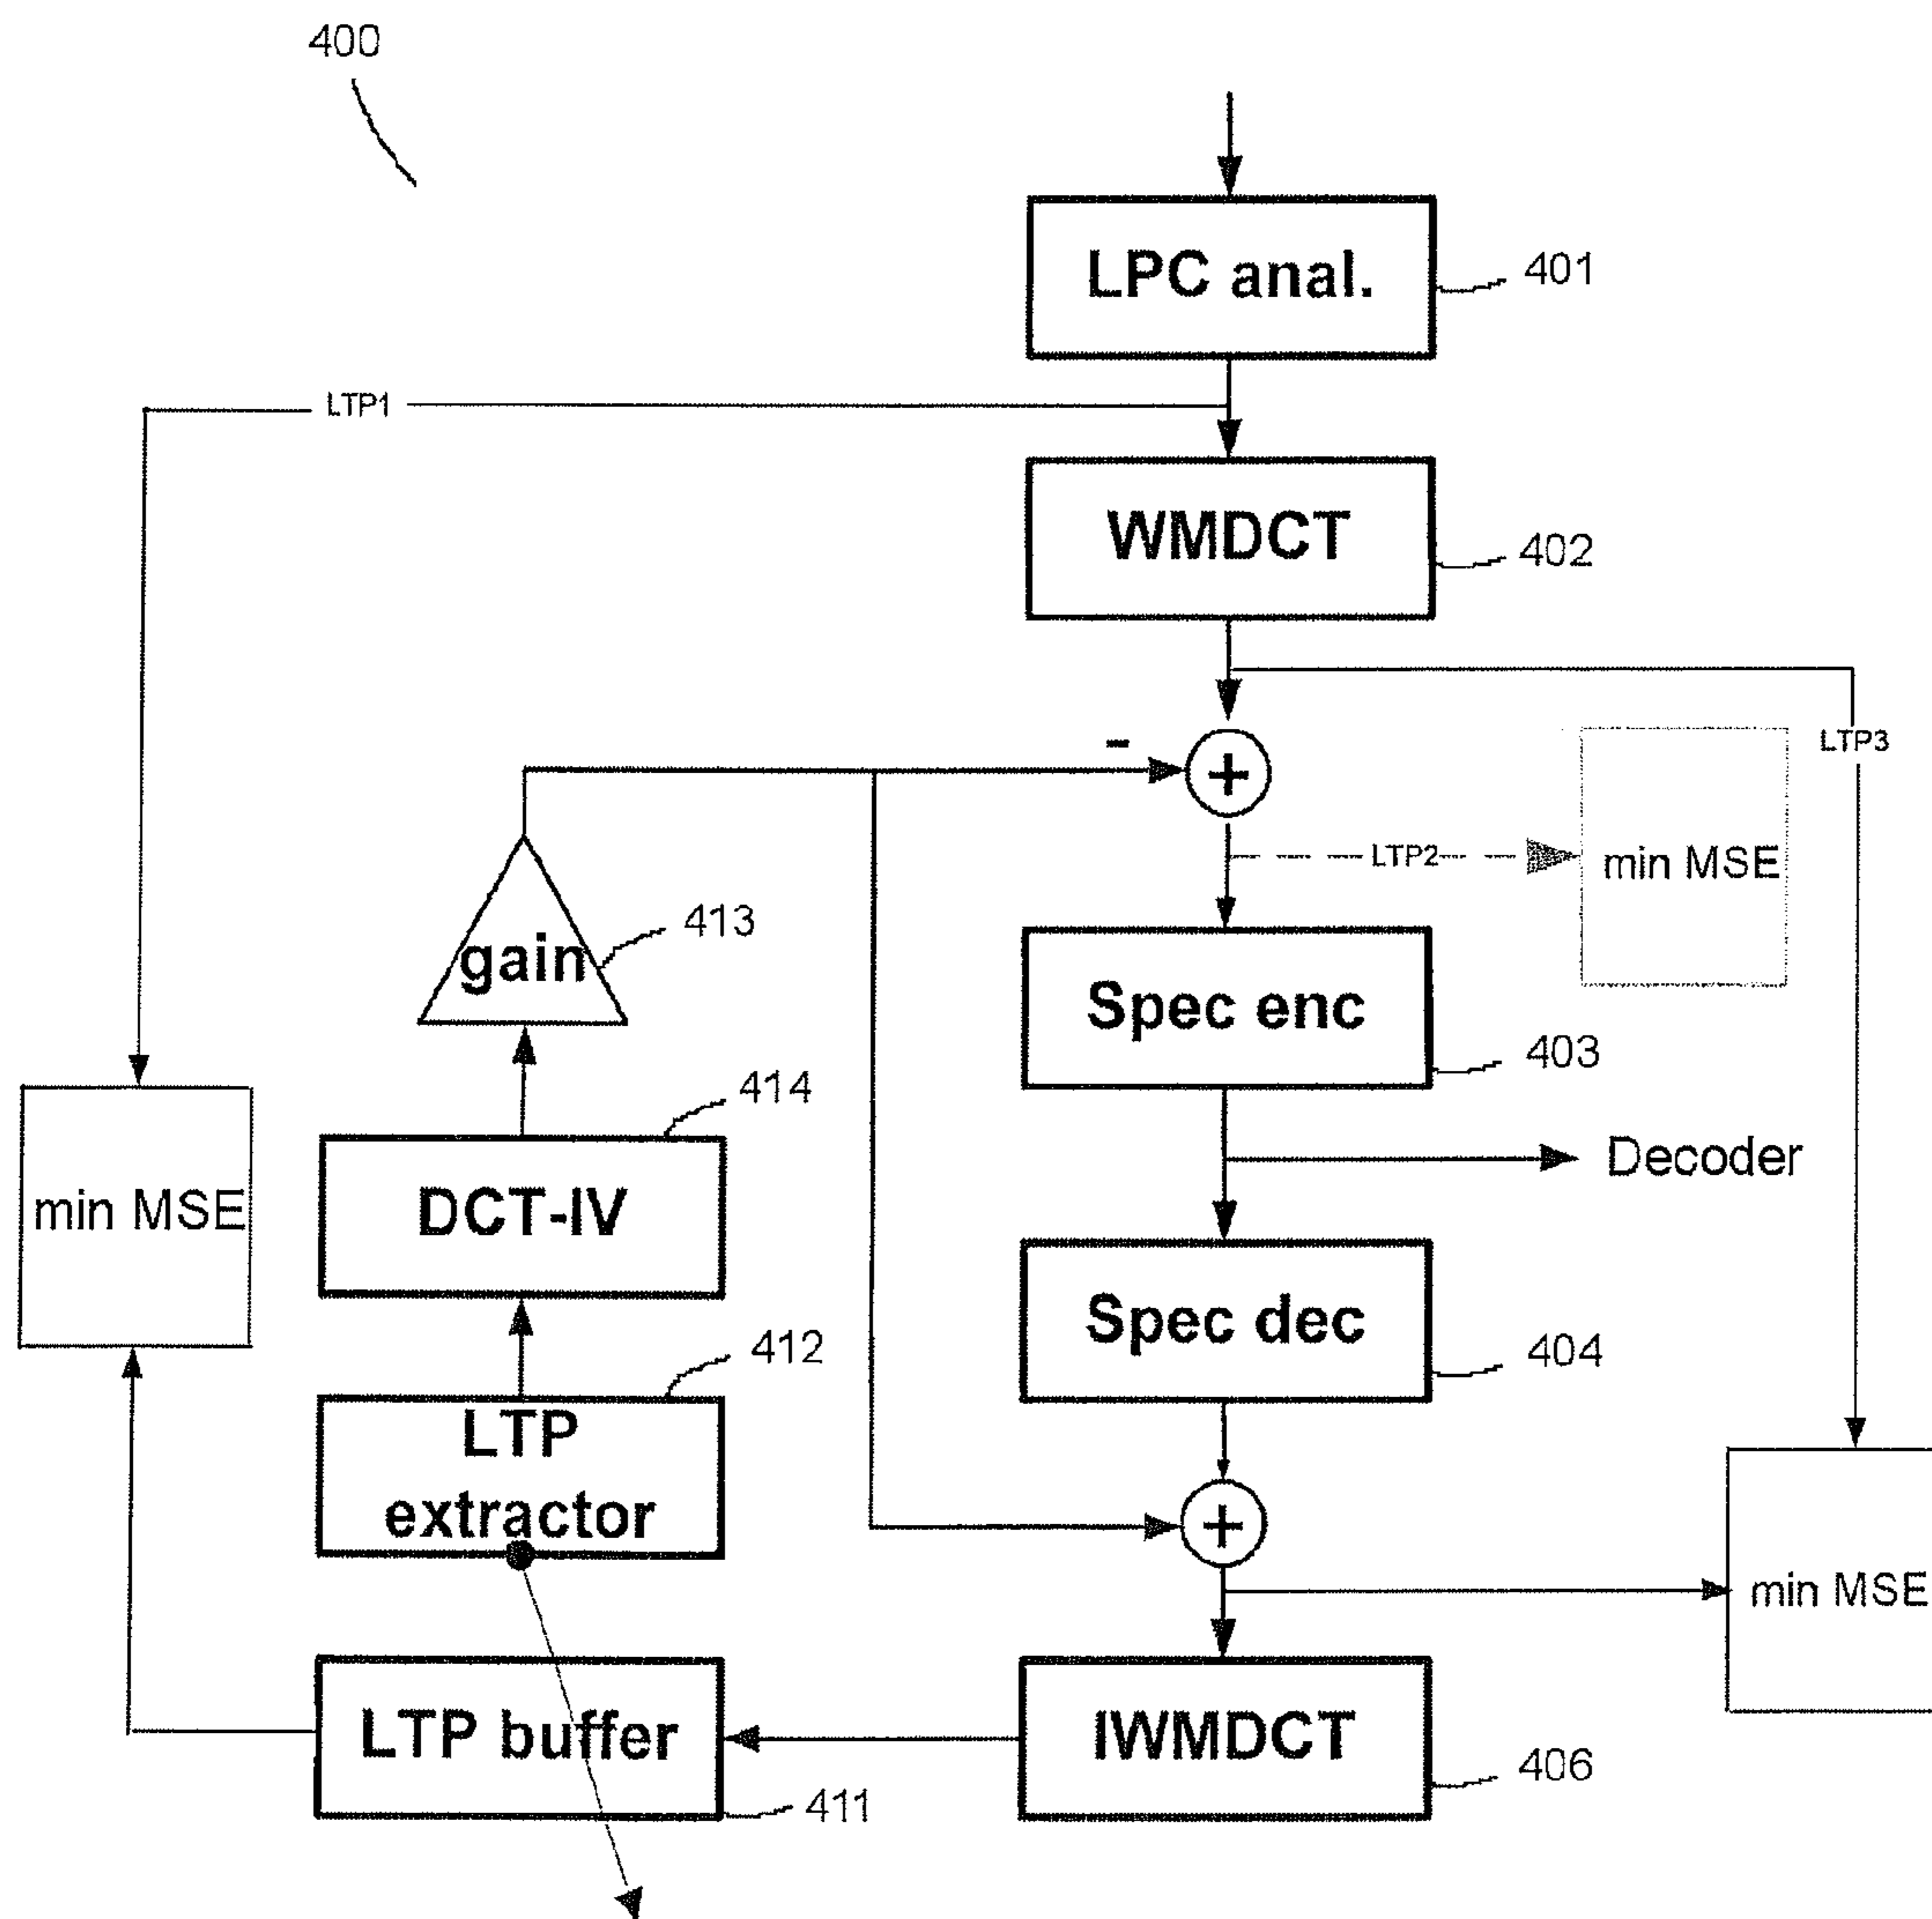 400
LPC anal.
401
LTP1
WMDCT
402
LTP3
-
+
LTP2
min MSE
gain
413
Spec enc
403
414
Decoder
min MSE
DCT-IV
Spec dec
404
412
LTP
extractor
+
min MSE
LTP buffer
411
IWMDCT
406